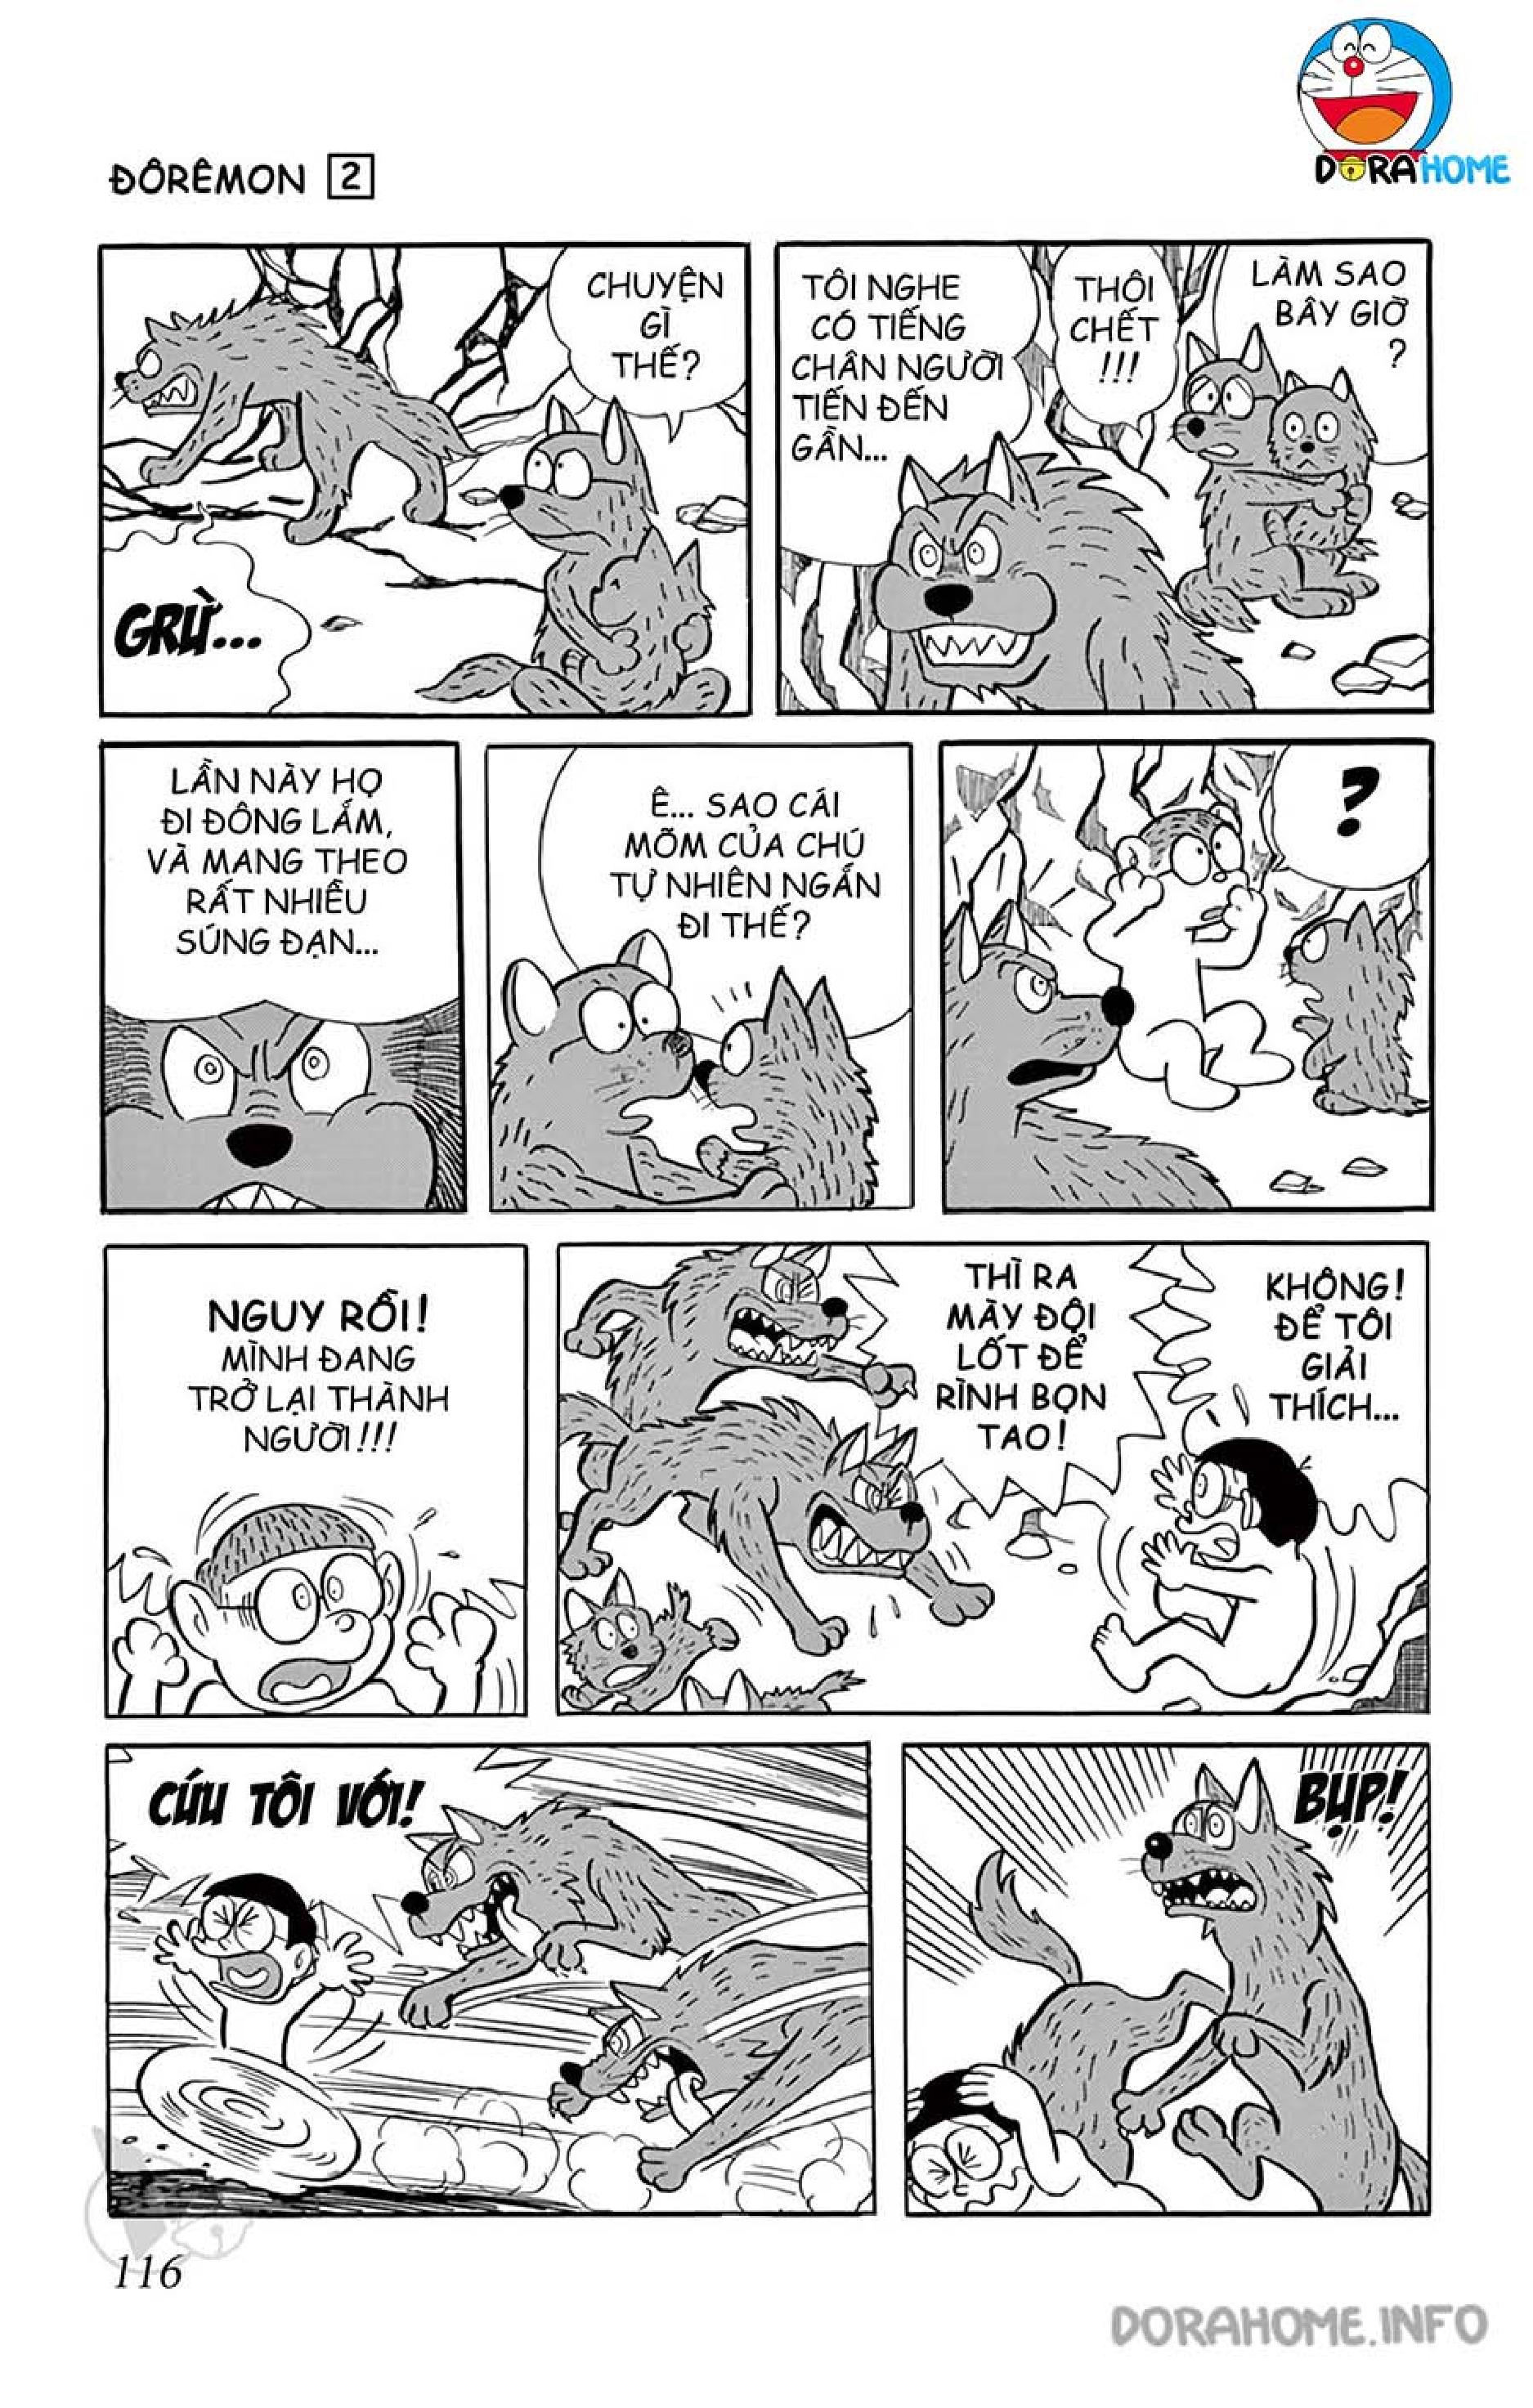 DORAHOME
ĐÔRÊMON 2
CHUYỆN
GÌ
THẾ?
GRỪ...
TÔI NGHE
CÓ TIẾNG
CHÂN NGƯỜI
TIẾN ĐẾN
GẦN...
THÔI
CHẾT
!!!
LÀM SAO
BÂY GIỜ
?
LẦN NÀY HỌ
ĐI ĐÔNG LẮM,
VÀ MANG THEO
RẤT NHIỀU
SÚNG ĐẠN...
Ê... SAO CÁI
MÕM CỦA CHÚ
TỰ NHIÊN NGẮN
ĐI THẾ?
?
NGUY RỒI!
MÌNH ĐANG
TRỞ LẠI THÀNH
NGƯỜI!!!
THÌ RA
MÀY ĐỘI
LỐT ĐỂ
RÌNH BỌN
TAO!
KHÔNG!
ĐỂ TÔI
GIẢI
THÍCH...
CỨU TÔI VỚI!
BỤP!
116
DORAHOME.INFO